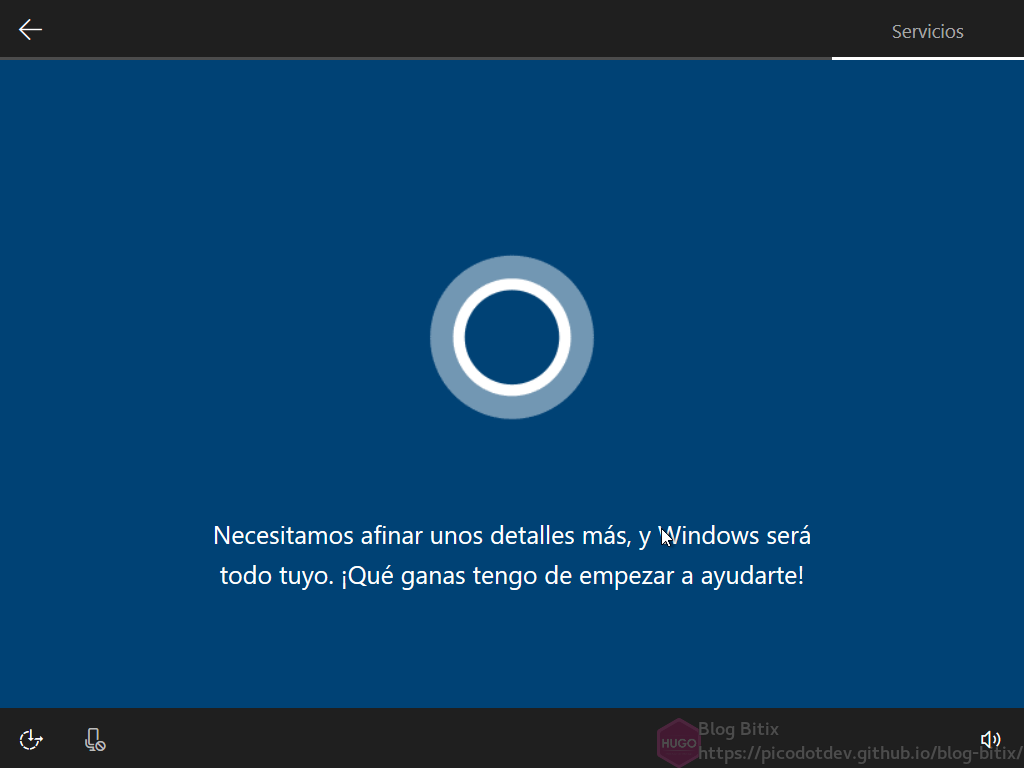 Servicios
Necesitamos afinar unos detalles más, y Windows será
todo tuyo. ¡Qué ganas tengo de empezar a ayudarte!
HUGO
Blog Bitix
https://picodotdev.github.io/blog-bitix/